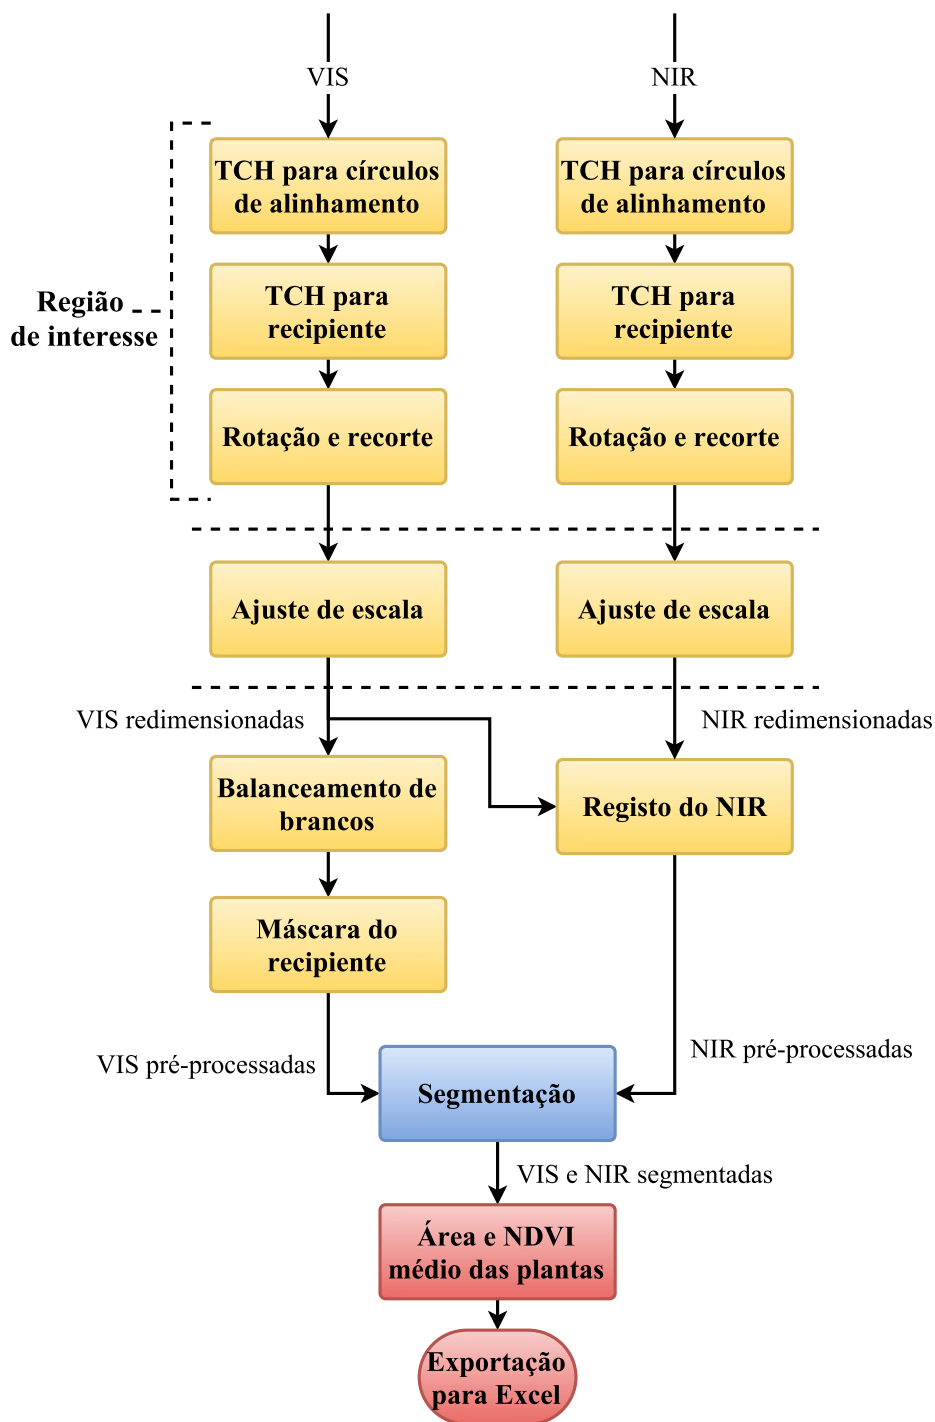 VIS
NIR
TCH para círculos
de alinhamento
TCH para círculos
de alinhamento
Região
de interesse
TCH para
recipiente
TCH para
recipiente
Rotação e recorte
Rotação e recorte
Ajuste de escala
Ajuste de escala
VIS redimensionadas
NIR redimensionadas
Balanceamento de
brancos
Registo do NIR
Máscara do
recipiente
VIS pré-processadas
NIR pré-processadas
Segmentação
VIS e NIR segmentadas
Área e NDVI
médio das plantas
Exportação
para Excel